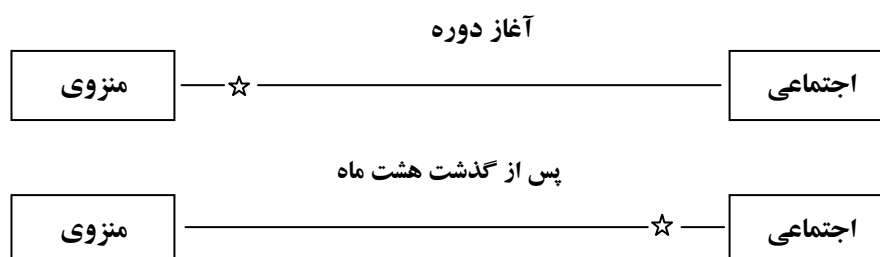 آغاز دوره
اجتماعی منزوی
پس از گذشت هشت ماه
اجتماعی منزوی